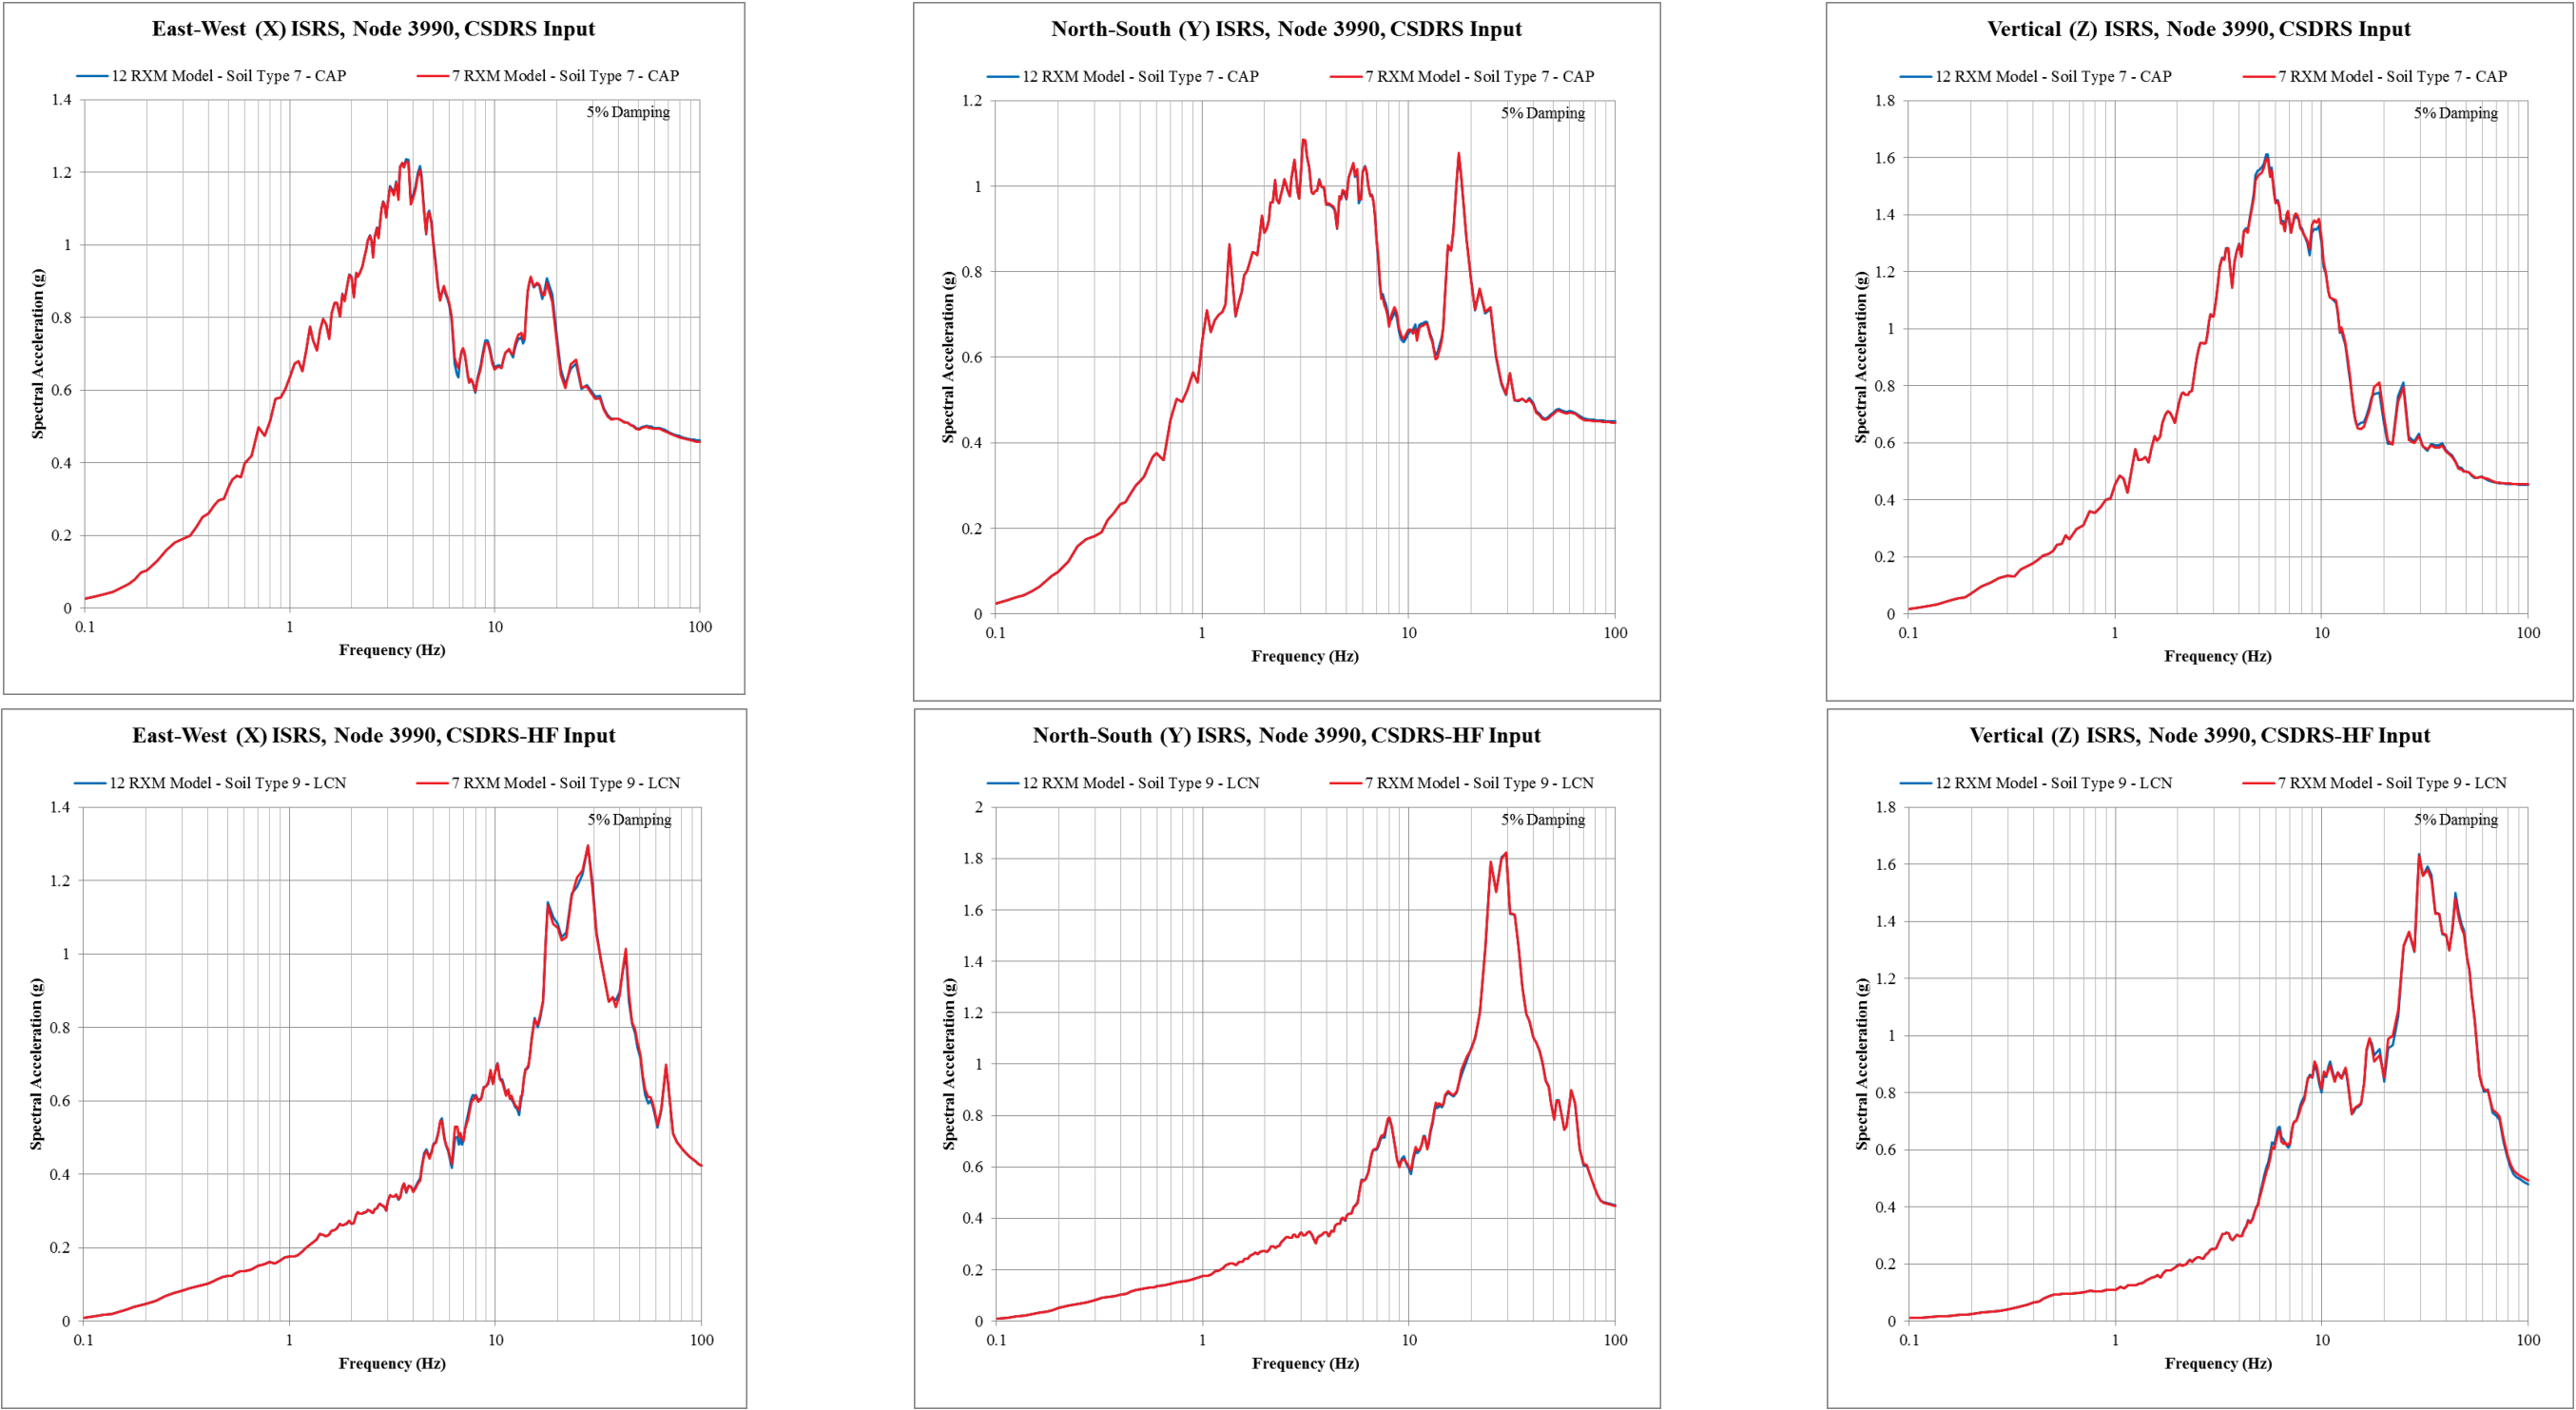 East-West (X) ISRS, Node 3990, CSDRS Input
12 RXM Model - Soil Type 7 - CAP
7 RXM Model - Soil Type 7 - CAP
5% Damping
Spectral Acceleration (g)
1.4
1.2
1
0.8
0.6
0.4
0.2
0
0.1
1
10
100
Frequency (Hz)
North-South (Y) ISRS, Node 3990, CSDRS Input
12 RXM Model - Soil Type 7 - CAP
7 RXM Model - Soil Type 7 - CAP
5% Damping
Spectral Acceleration (g)
1.2
1
0.8
0.6
0.4
0.2
0
0.1
1
10
100
Frequency (Hz)
Vertical (Z) ISRS, Node 3990, CSDRS Input
12 RXM Model - Soil Type 7 - CAP
7 RXM Model - Soil Type 7 - CAP
5% Damping
Spectral Acceleration (g)
1.8
1.6
1.4
1.2
1
0.8
0.6
0.4
0.2
0
0.1
1
10
100
Frequency (Hz)
East-West (X) ISRS, Node 3990, CSDRS-HF Input
12 RXM Model - Soil Type 9 - LCN
7 RXM Model - Soil Type 9 - LCN
5% Damping
Spectral Acceleration (g)
1.4
1.2
1
0.8
0.6
0.4
0.2
0
0.1
1
10
100
Frequency (Hz)
North-South (Y) ISRS, Node 3990, CSDRS-HF Input
12 RXM Model - Soil Type 9 - LCN
7 RXM Model - Soil Type 9 - LCN
5% Damping
Spectral Acceleration (g)
2
1.8
1.6
1.4
1.2
1
0.8
0.6
0.4
0.2
0
0.1
1
10
100
Frequency (Hz)
Vertical (Z) ISRS, Node 3990, CSDRS-HF Input
12 RXM Model - Soil Type 9 - LCN
7 RXM Model - Soil Type 9 - LCN
5% Damping
Spectral Acceleration (g)
1.8
1.6
1.4
1.2
1
0.8
0.6
0.4
0.2
0
0.1
1
10
100
Frequency (Hz)